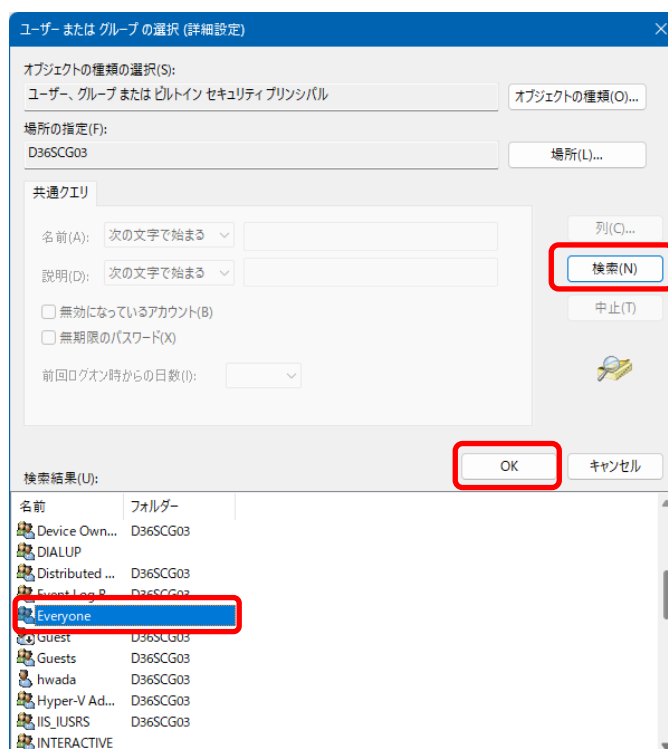 ユーザー または グループ の選択 (詳細設定)
オブジェクトの種類の選択(S):
ユーザー、グループ または ビルトイン セキュリティ プリンシパル
オブジェクトの種類(O)...
場所の指定(F):
D36SCG03
場所(L)...
共通クエリ
名前(A): 次の文字で始まる
列(C)...
説明(D): 次の文字で始まる
検索(N)
無効になっているアカウント(B)
中止(T)
無期限のパスワード(X)
前回ログオン時からの日数(I):
OK
キャンセル
検索結果(U):
名前 フォルダー
Device Own... D36SCG03
DIALUP
Distributed ... D36SCG03
Event Log R... D36SCG03
Everyone
Guest D36SCG03
Guests D36SCG03
hwada D36SCG03
Hyper-V Ad... D36SCG03
IIS_IUSRS D36SCG03
INTERACTIVE